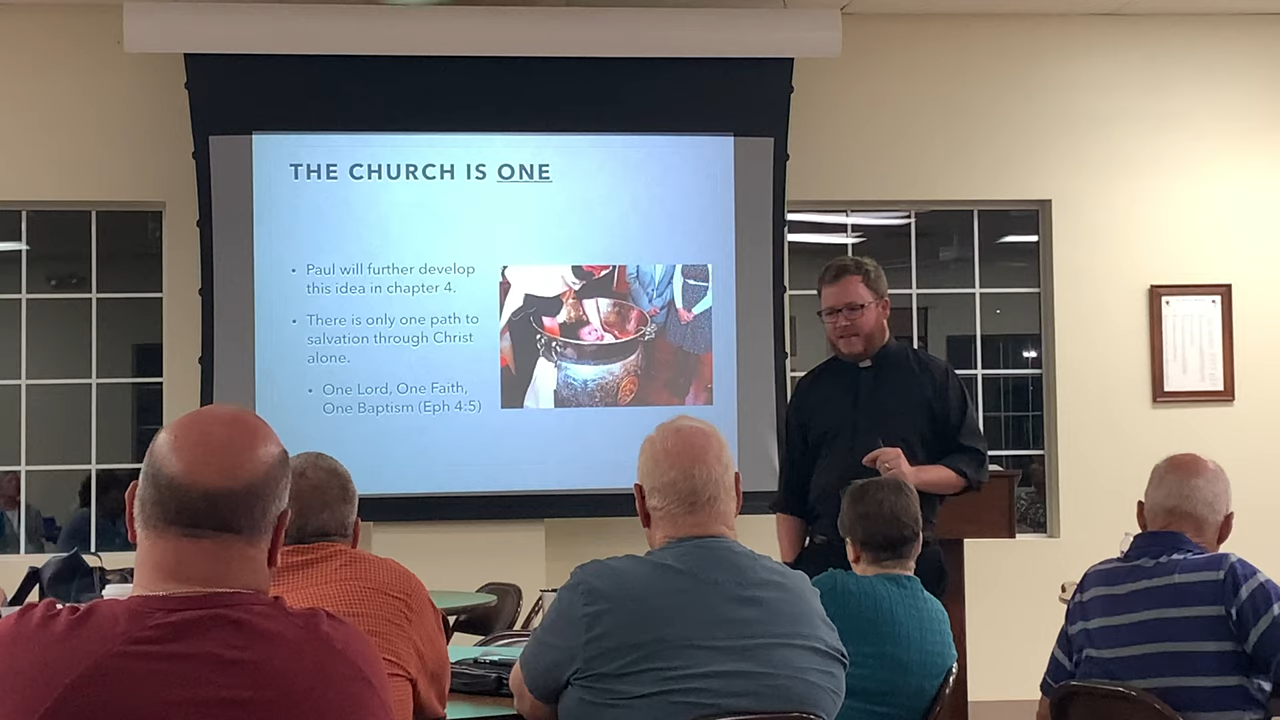 THE CHURCH IS ONE
• Paul will further develop
this idea in chapter 4.
• There is only one path to
salvation through Christ
alone.
• One Lord, One Faith,
One Baptism (Eph 4:5)